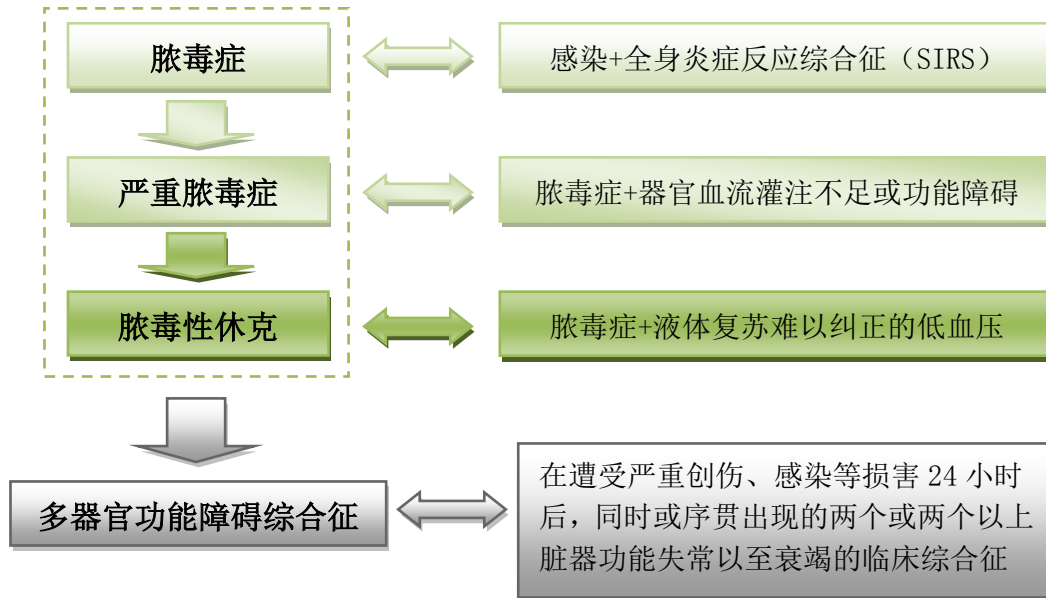 脓毒症
感染+全身炎症反应综合征（SIRS）
严重脓毒症
脓毒症+器官血流灌注不足或功能障碍
脓毒性休克
脓毒症+液体复苏难以纠正的低血压
多器官功能障碍综合征
在遭受严重创伤、感染等损害 24 小时
后，同时或序贯出现的两个或两个以上
脏器功能失常以至衰竭的临床综合征